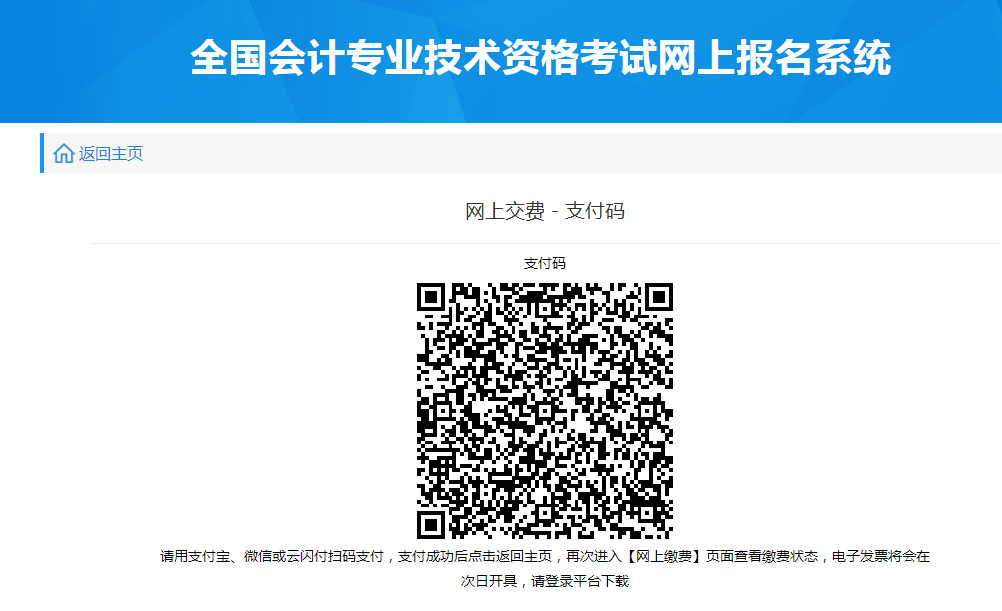 全国会计专业技术资格考试网上报名系统
返回主页
网上交费 - 支付码
支付码
请用支付宝、微信或云闪付扫码支付，支付成功后点击返回主页，再次进入【网上缴费】页面查看缴费状态，电子发票将会在
次日开具，请登录平台下载